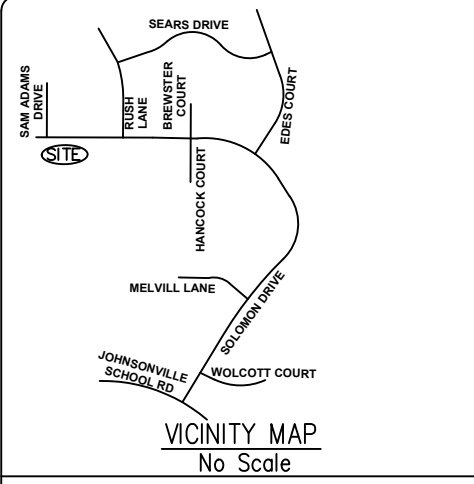 SEARS DRIVE
SAM ADAMS
DRIVE
RUSH
LANE
BREWSTER
COURT
EDES COURT
SITE
HANCOCK COURT
MELVILL LANE
SOLOMON DRIVE
JOHNSONVILLE
SCHOOL RD
WOLCOTT COURT
VICINITY MAP
No Scale